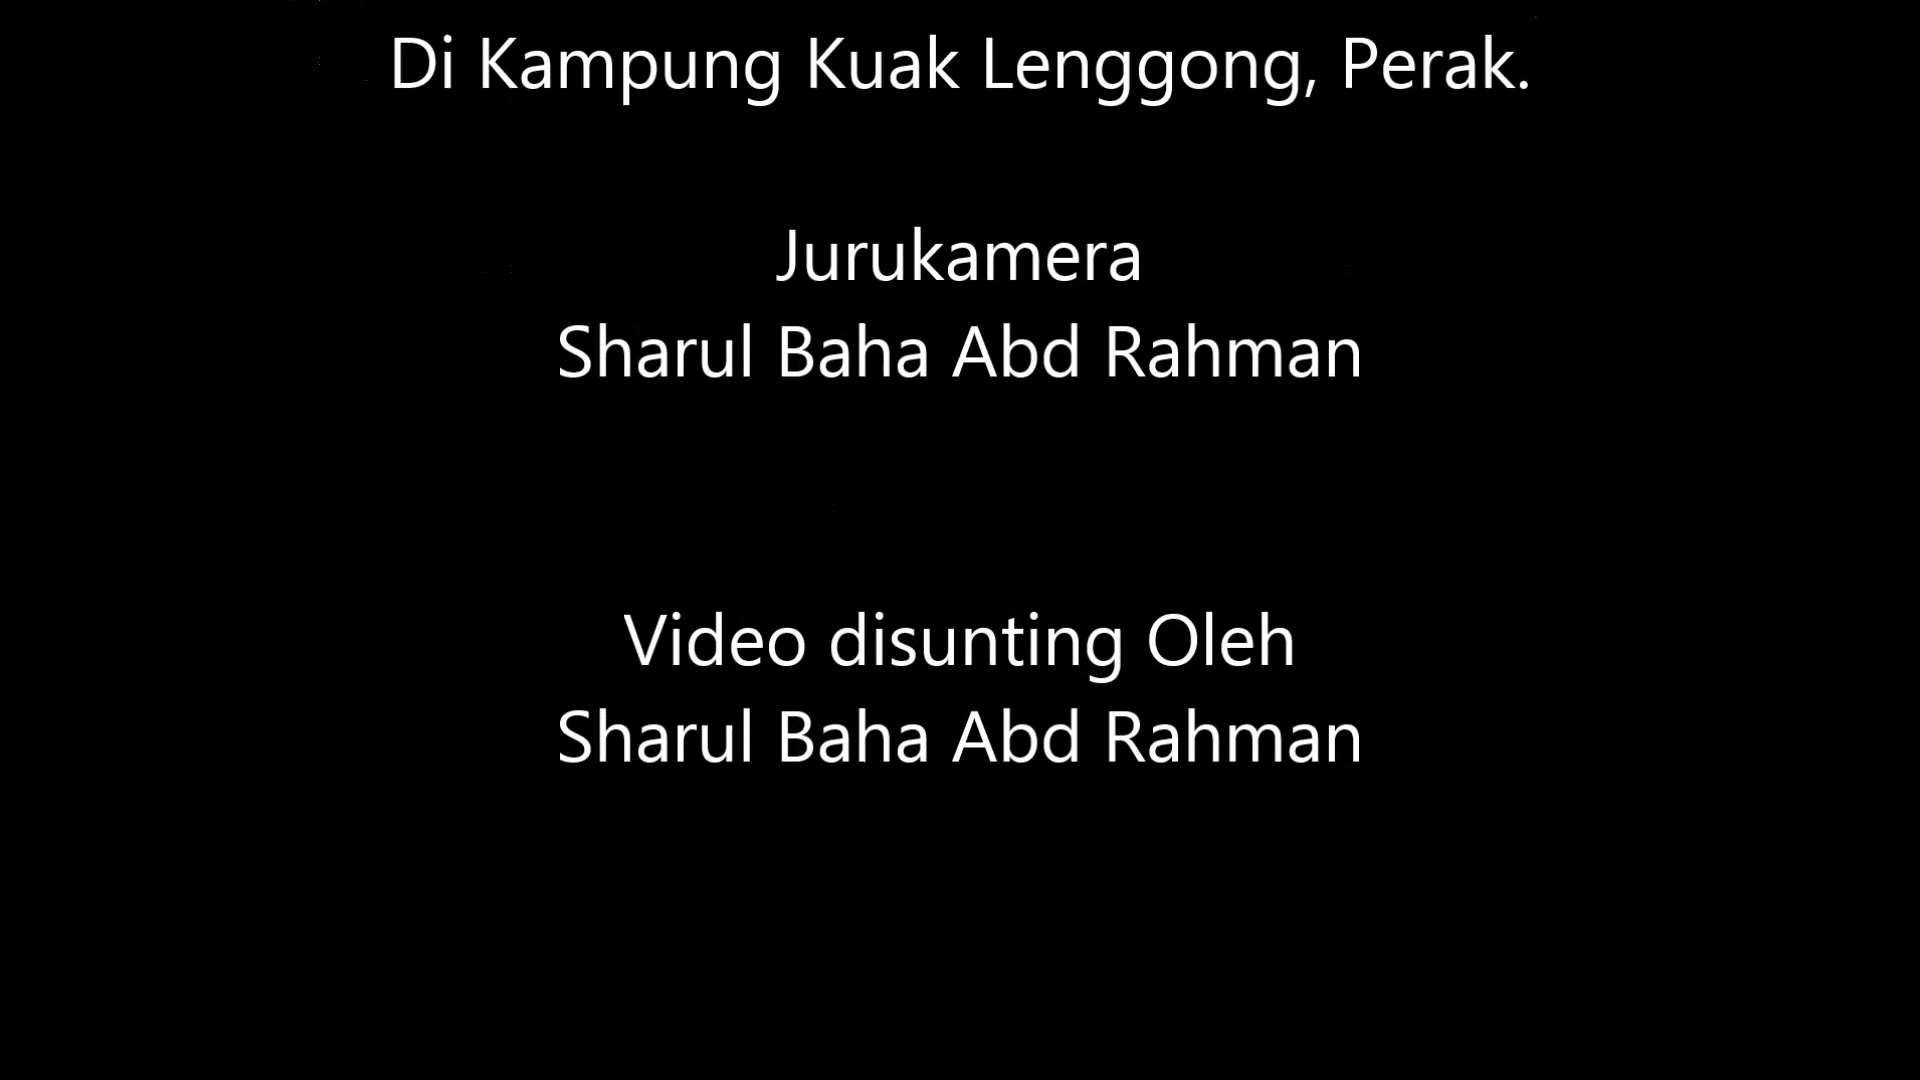 Di Kampung Kuak Lenggong, Perak.
Jurukamera
Sharul Baha Abd Rahman
Video disunting Oleh
Sharul Baha Abd Rahman